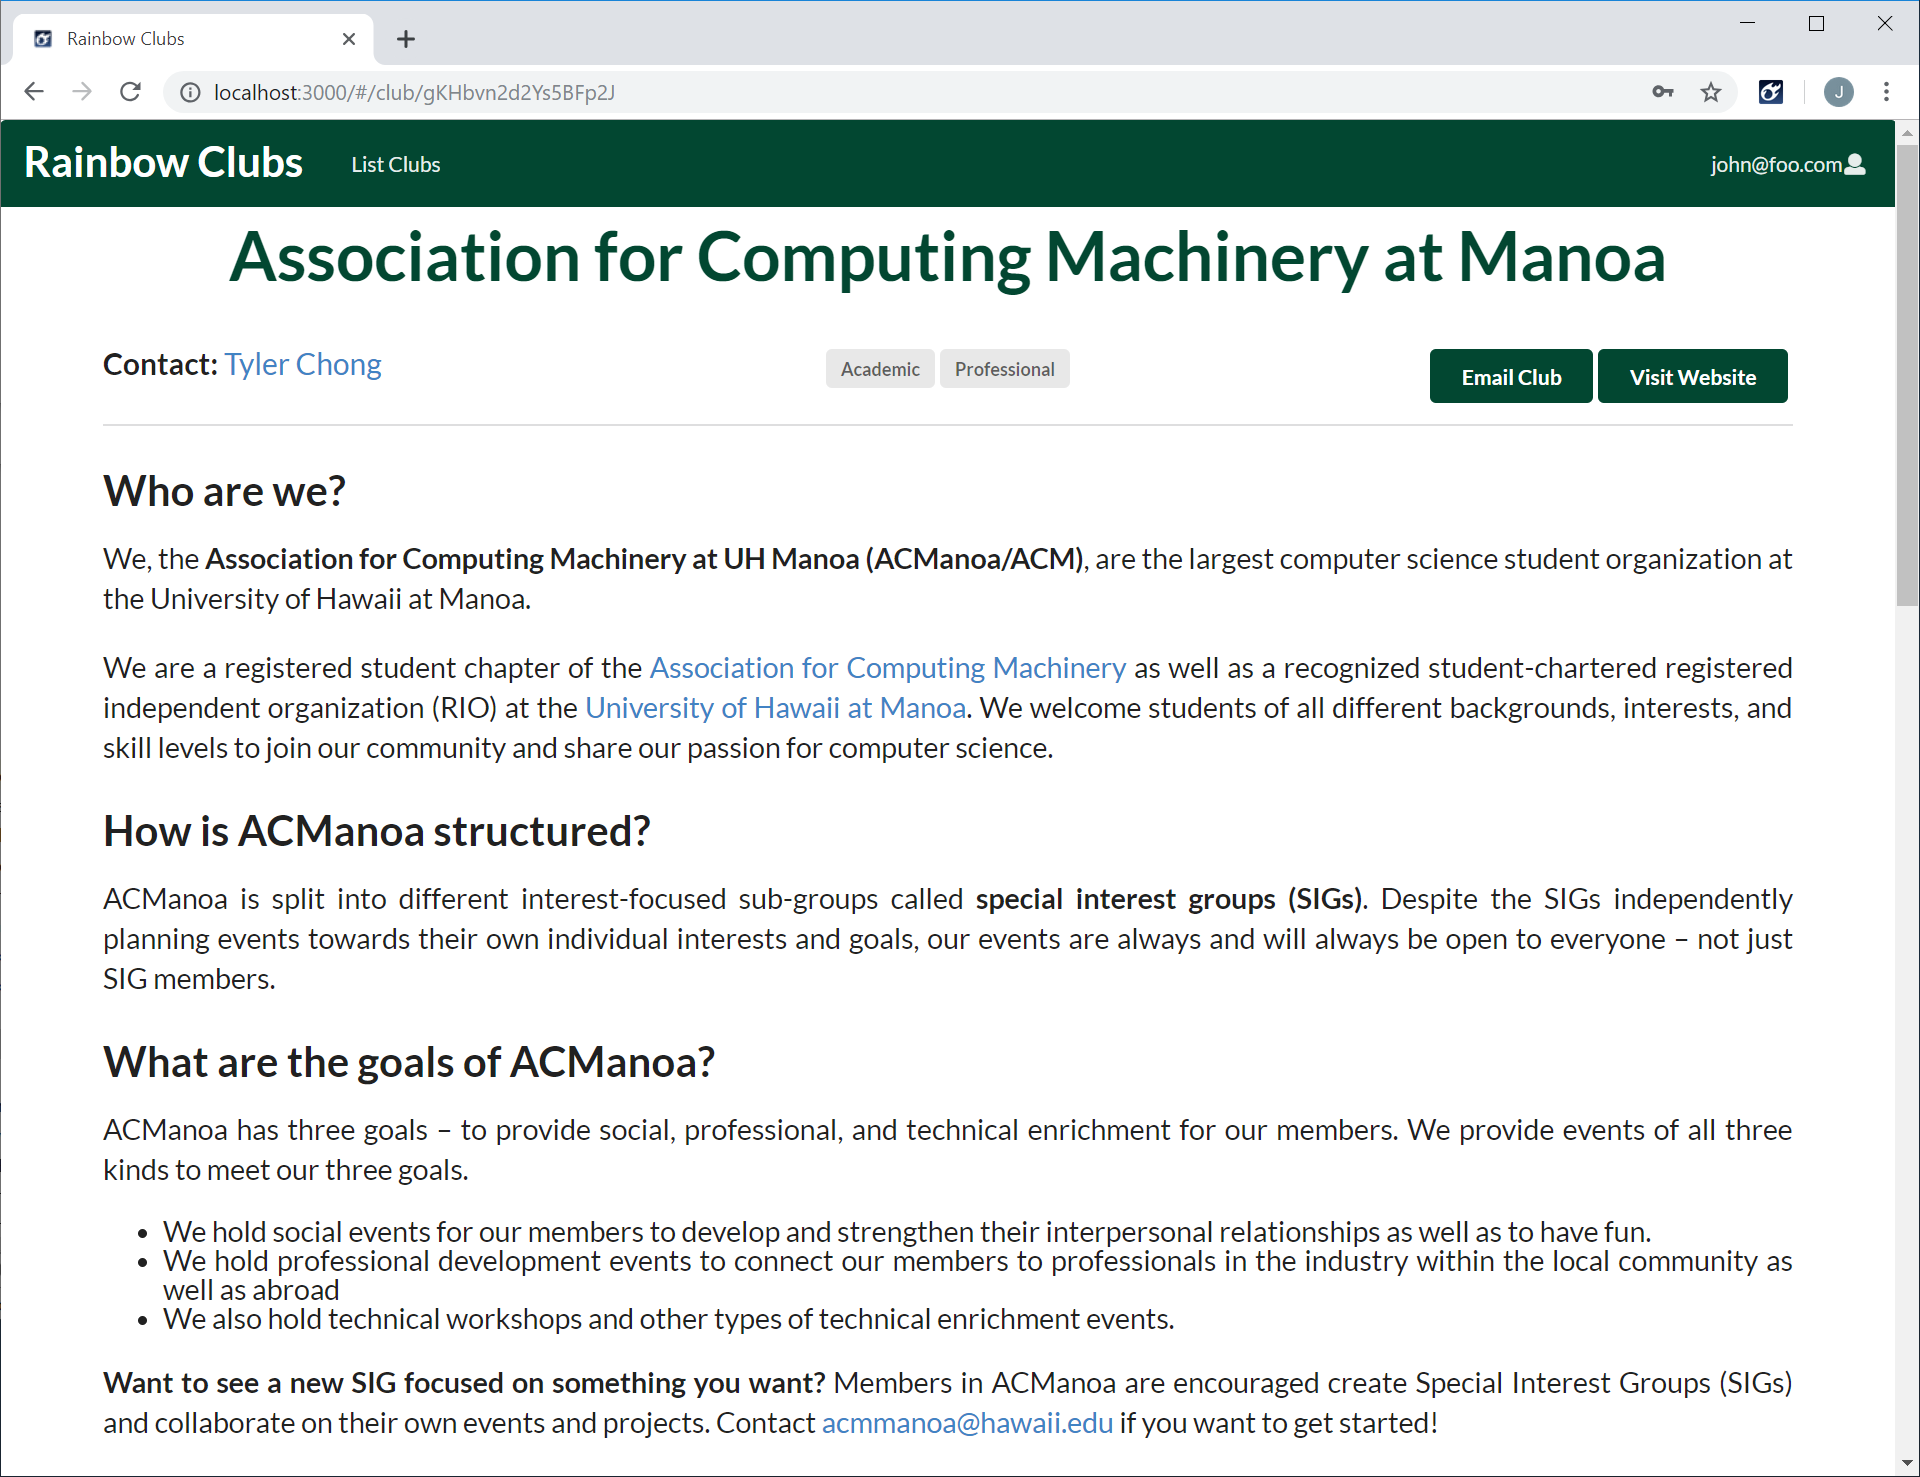 Rainbow Clubs
localhost:3000/#/club/gKHbvn2d2Ys5BFp2J
J
Rainbow Clubs List Clubs john@foo.com
Association for Computing Machinery at Manoa
Contact: Tyler Chong Academic Professional Email Club Visit Website
Who are we?
We, the Association for Computing Machinery at UH Manoa (ACManoa/ACM), are the largest computer science student organization at
the University of Hawaii at Manoa.
We are a registered student chapter of the Association for Computing Machinery as well as a recognized student-chartered registered
independent organization (RIO) at the University of Hawaii at Manoa. We welcome students of all different backgrounds, interests, and
skill levels to join our community and share our passion for computer science.
How is ACManoa structured?
ACManoa is split into different interest-focused sub-groups called special interest groups (SIGs). Despite the SIGs independently
planning events towards their own individual interests and goals, our events are always and will always be open to everyone – not just
SIG members.
What are the goals of ACManoa?
ACManoa has three goals – to provide social, professional, and technical enrichment for our members. We provide events of all three
kinds to meet our three goals.
• We hold social events for our members to develop and strengthen their interpersonal relationships as well as to have fun.
• We hold professional development events to connect our members to professionals in the industry within the local community as
well as abroad
• We also hold technical workshops and other types of technical enrichment events.
Want to see a new SIG focused on something you want? Members in ACManoa are encouraged create Special Interest Groups (SIGs)
and collaborate on their own events and projects. Contact acmmanoa@hawaii.edu if you want to get started!